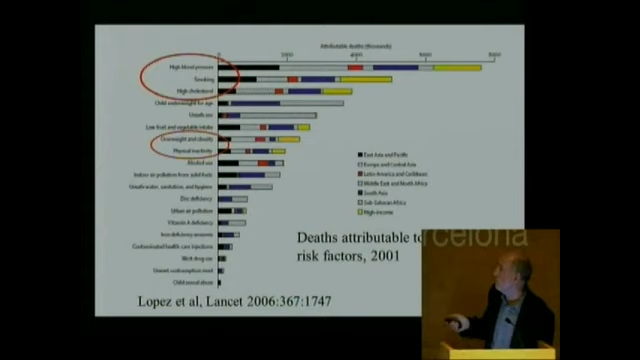 Attributable deaths (thousands)
High blood pressure
Smoking
High cholesterol
Child underweight for age
Unsafe sex
Low fruit and vegetable intake
Overweight and obesity
Physical inactivity
Alcohol use
Indoor air pollution from solid fuels
Unsafe water, sanitation, and hygiene
Zinc deficiency
Urban air pollution
Vitamin A deficiency
Iron deficiency anaemia
Contaminated health care injections
Illicit drug use
Child sexual abuse
East Asia and Pacific
Europe and Central Asia
Latin America and Caribbean
Middle East and North Africa
South Asia
Sub-Saharan Africa
High-income
Deaths attributable to
risk factors, 2001
Lopez et al, Lancet 2006:367:1747
rcelona